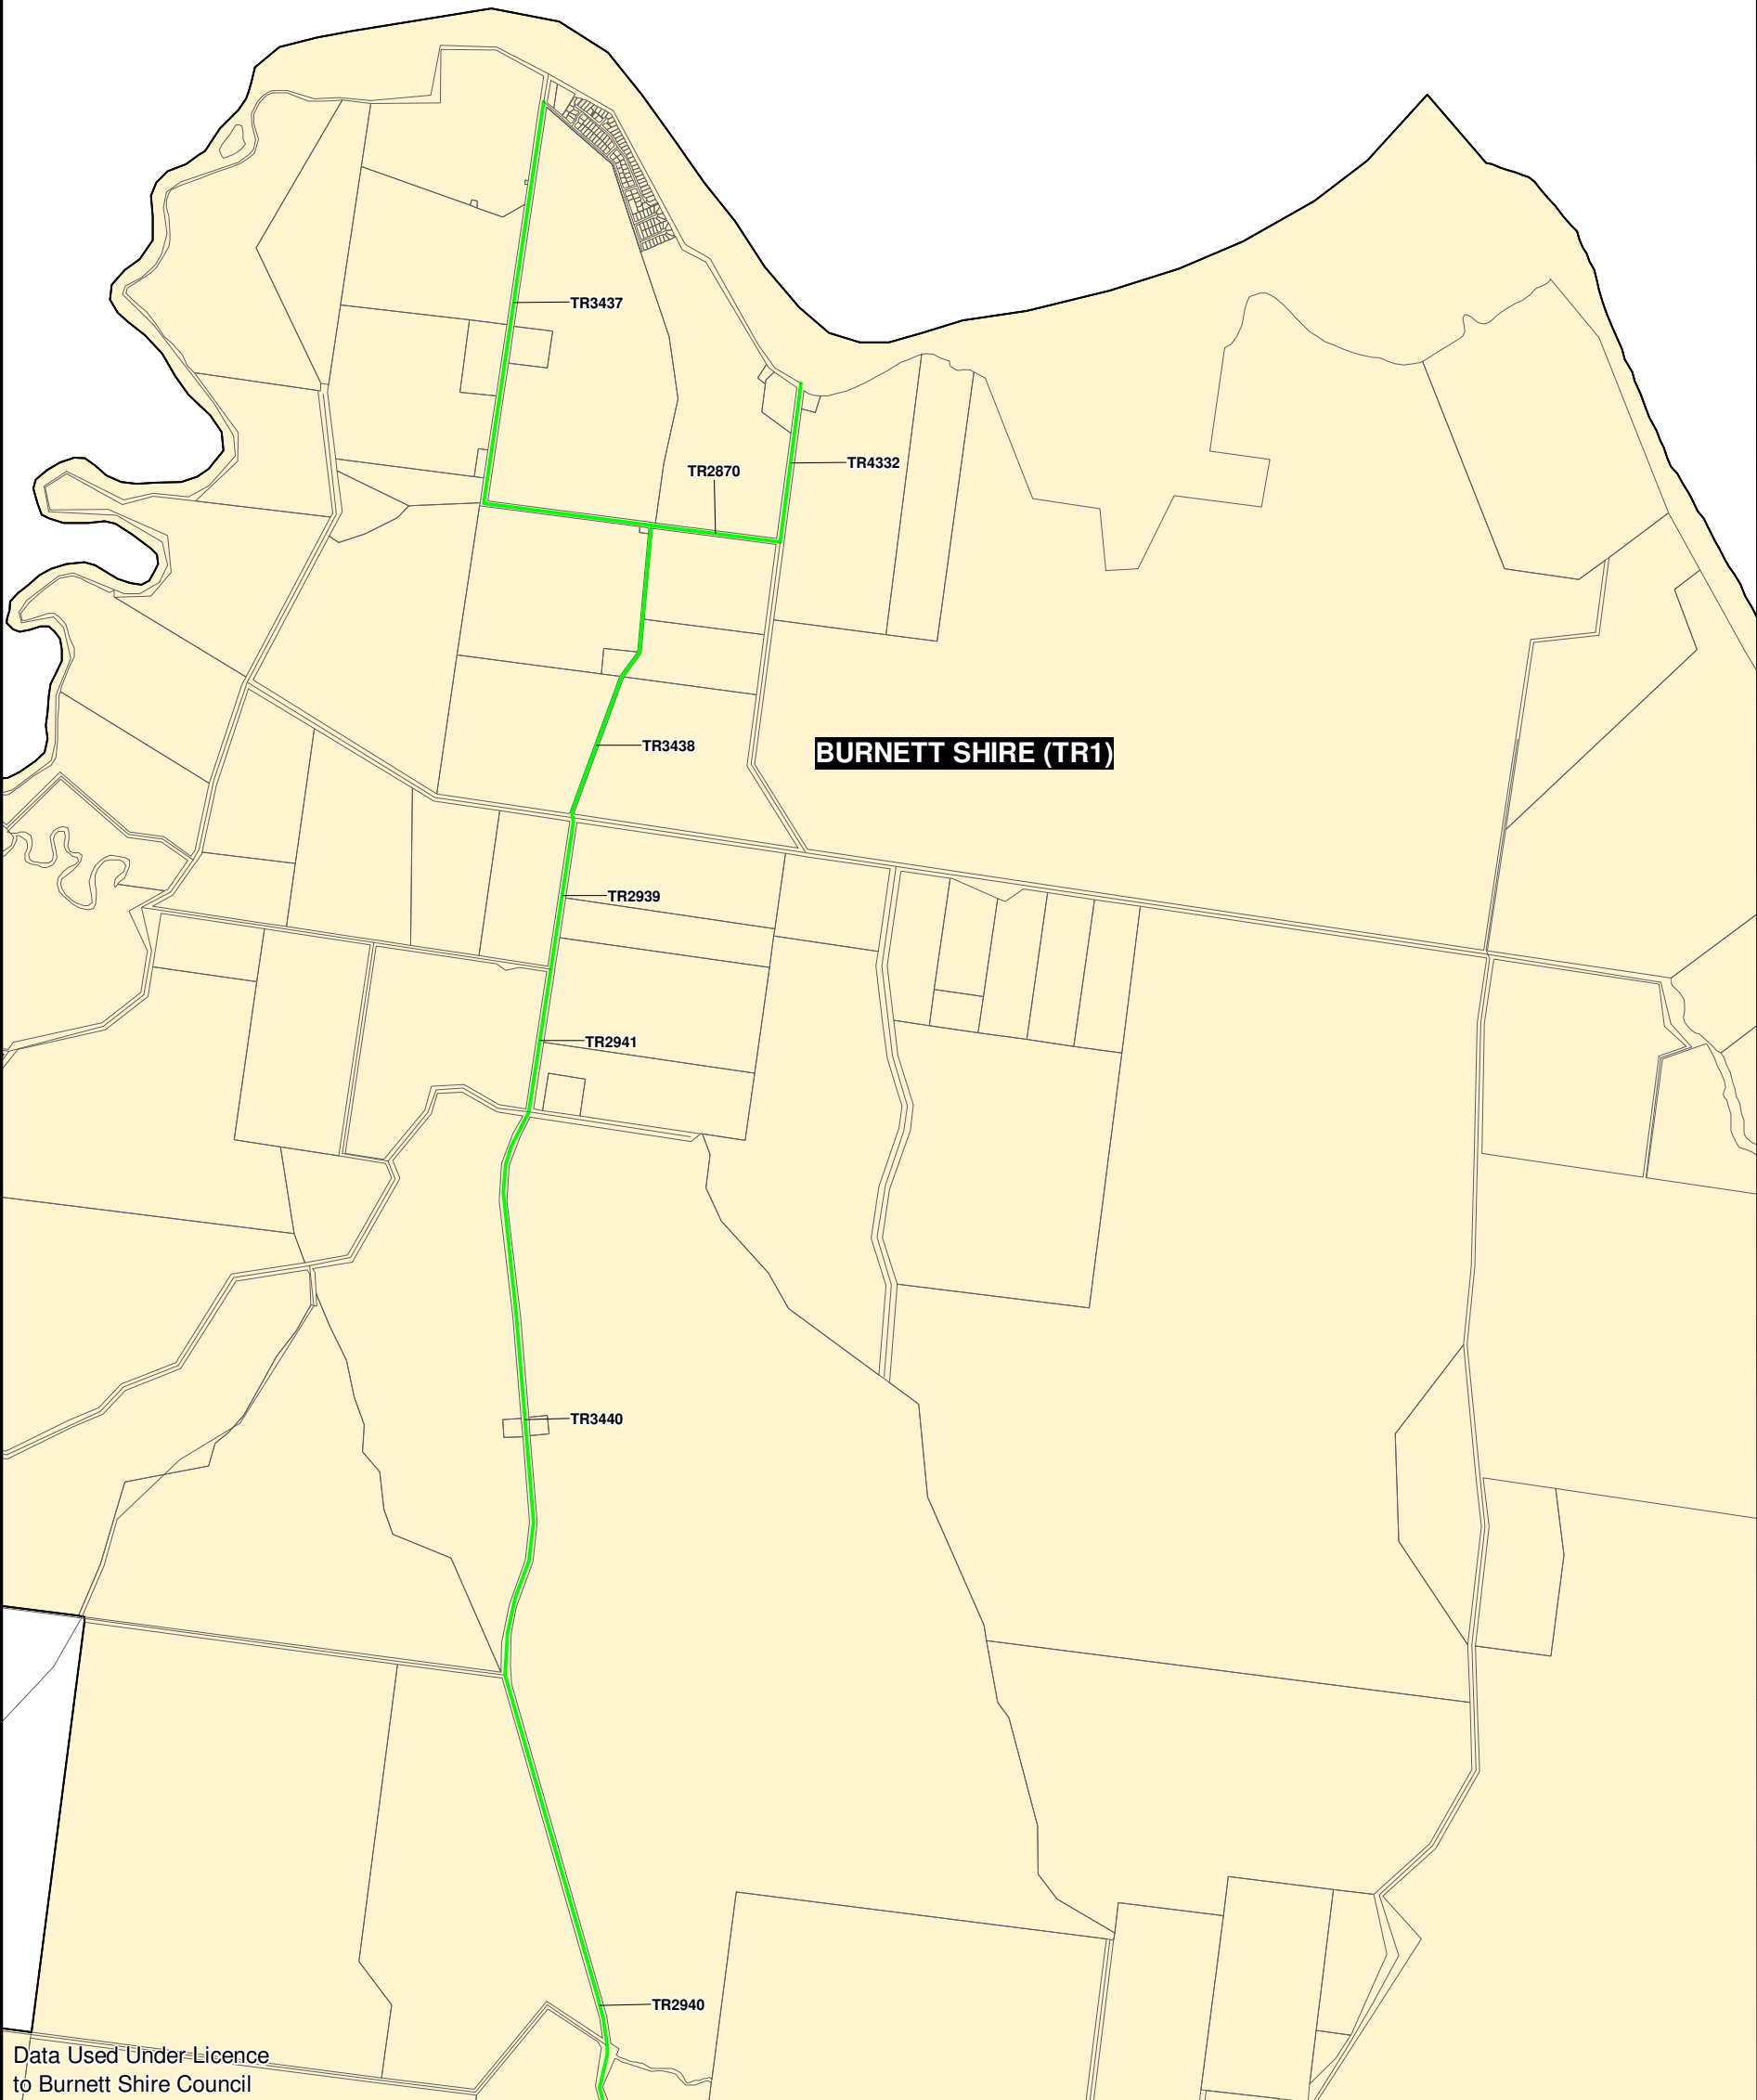 TR3437
TR4332
TR2870
TR3438
BURNETT SHIRE (TR1)
TR2939
TR2941
TR3440
TR2940
Data Used Under Licence
to Burnett Shire Council